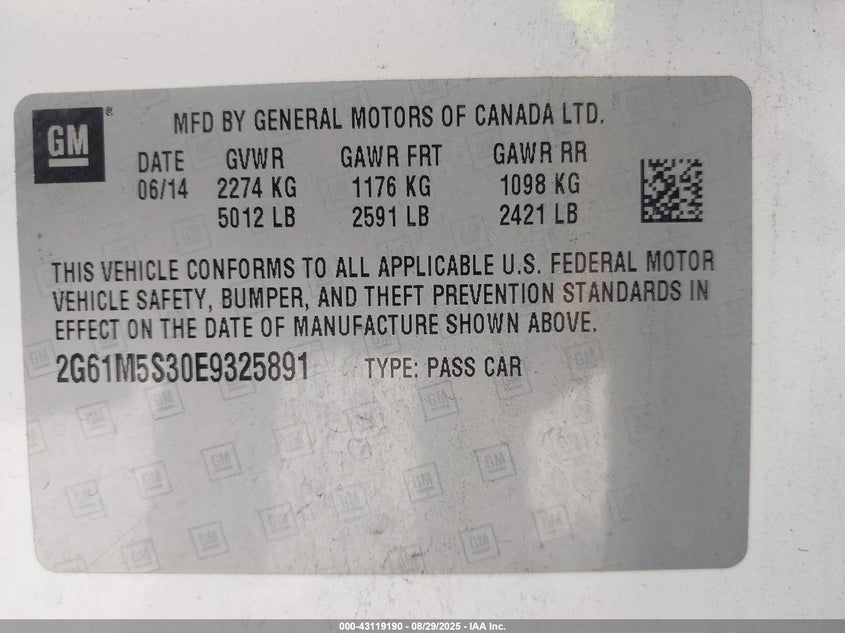 GM®
MFD BY GENERAL MOTORS OF CANADA LTD.
DATE GVWR GAWR FRT GAWR RR
06/14 2274 KG 1176 KG 1098 KG
5012 LB 2591 LB 2421 LB
THIS VEHICLE CONFORMS TO ALL APPLICABLE U.S. FEDERAL MOTOR
VEHICLE SAFETY, BUMPER, AND THEFT PREVENTION STANDARDS IN
EFFECT ON THE DATE OF MANUFACTURE SHOWN ABOVE.
2G61M5S30E9325891 TYPE: PASS CAR
000-43119190 - 08/29/2025 - IAA Inc.